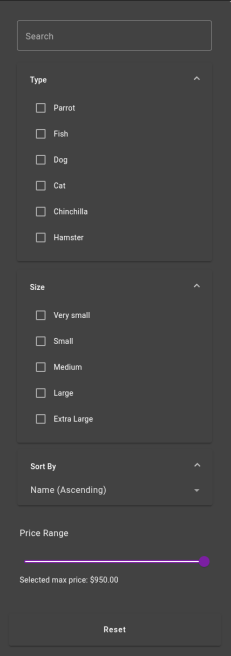 Search
Type
Parrot
Fish
Dog
Cat
Chinchilla
Hamster
Size
Very small
Small
Medium
Large
Extra Large
Sort By
Name (Ascending)
Price Range
Selected max price: $950.00
Reset